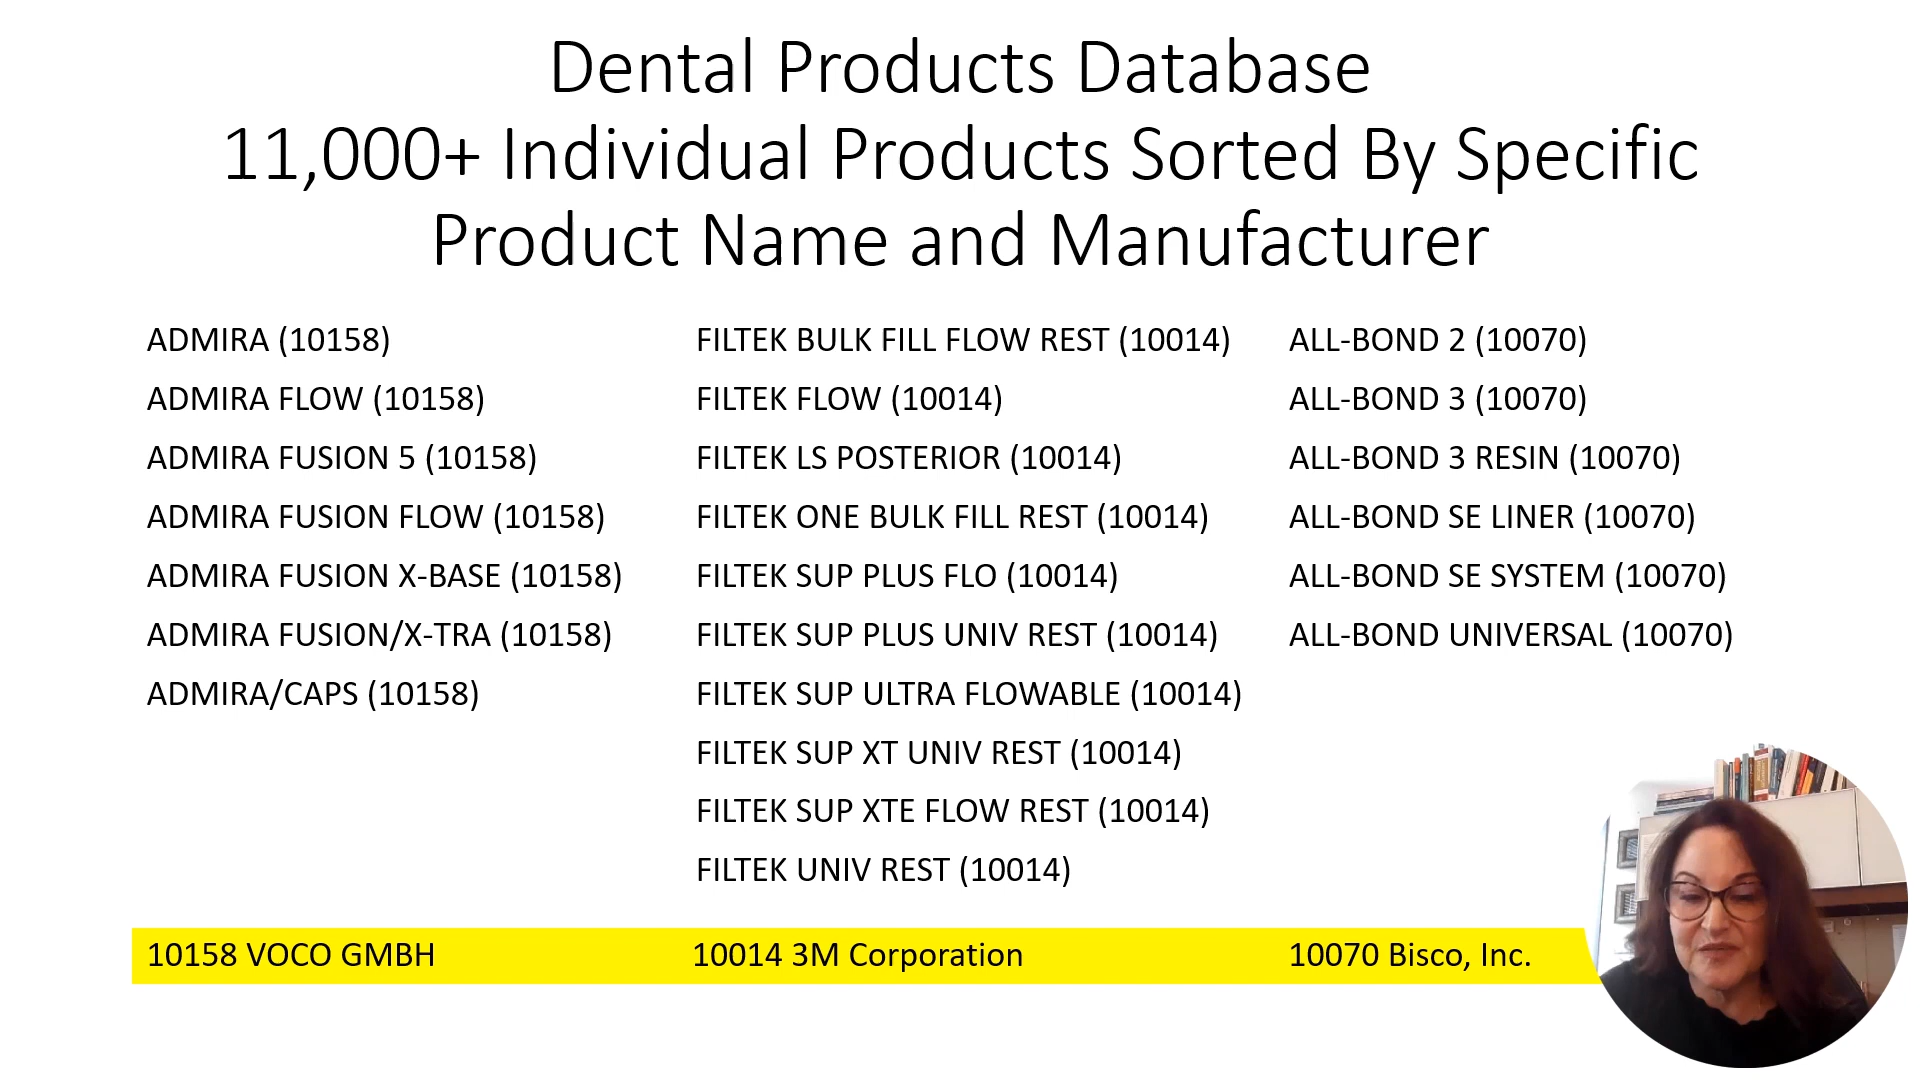 Dental Products Database
11,000+ Individual Products Sorted By Specific
Product Name and Manufacturer
ADMIRA (10158)
ADMIRA FLOW (10158)
ADMIRA FUSION 5 (10158)
ADMIRA FUSION FLOW (10158)
ADMIRA FUSION X-BASE (10158)
ADMIRA FUSION/X-TRA (10158)
ADMIRA/CAPS (10158)
FILTEK BULK FILL FLOW REST (10014)
FILTEK FLOW (10014)
FILTEK LS POSTERIOR (10014)
FILTEK ONE BULK FILL REST (10014)
FILTEK SUP PLUS FLO (10014)
FILTEK SUP PLUS UNIV REST (10014)
FILTEK SUP ULTRA FLOWABLE (10014)
FILTEK SUP XT UNIV REST (10014)
FILTEK SUP XTE FLOW REST (10014)
FILTEK UNIV REST (10014)
ALL-BOND 2 (10070)
ALL-BOND 3 (10070)
ALL-BOND 3 RESIN (10070)
ALL-BOND SE LINER (10070)
ALL-BOND SE SYSTEM (10070)
ALL-BOND UNIVERSAL (10070)
10158 VOCO GMBH
10014 3M Corporation
10070 Bisco, Inc.